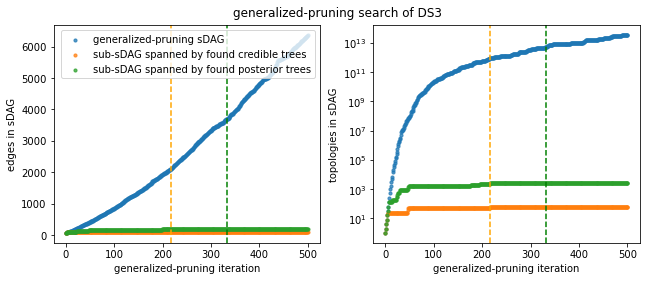 generalized-pruning search of DS3
edges in sDAG
6000
5000
4000
3000
2000
1000
0
generalized-pruning sDAG
sub-sDAG spanned by found credible trees
sub-sDAG spanned by found posterior trees
0 100 200 300 400 500
generalized-pruning iteration
topologies in sDAG
10^13
10^11
10^9
10^7
10^5
10^3
10^1
0 100 200 300 400 500
generalized-pruning iteration